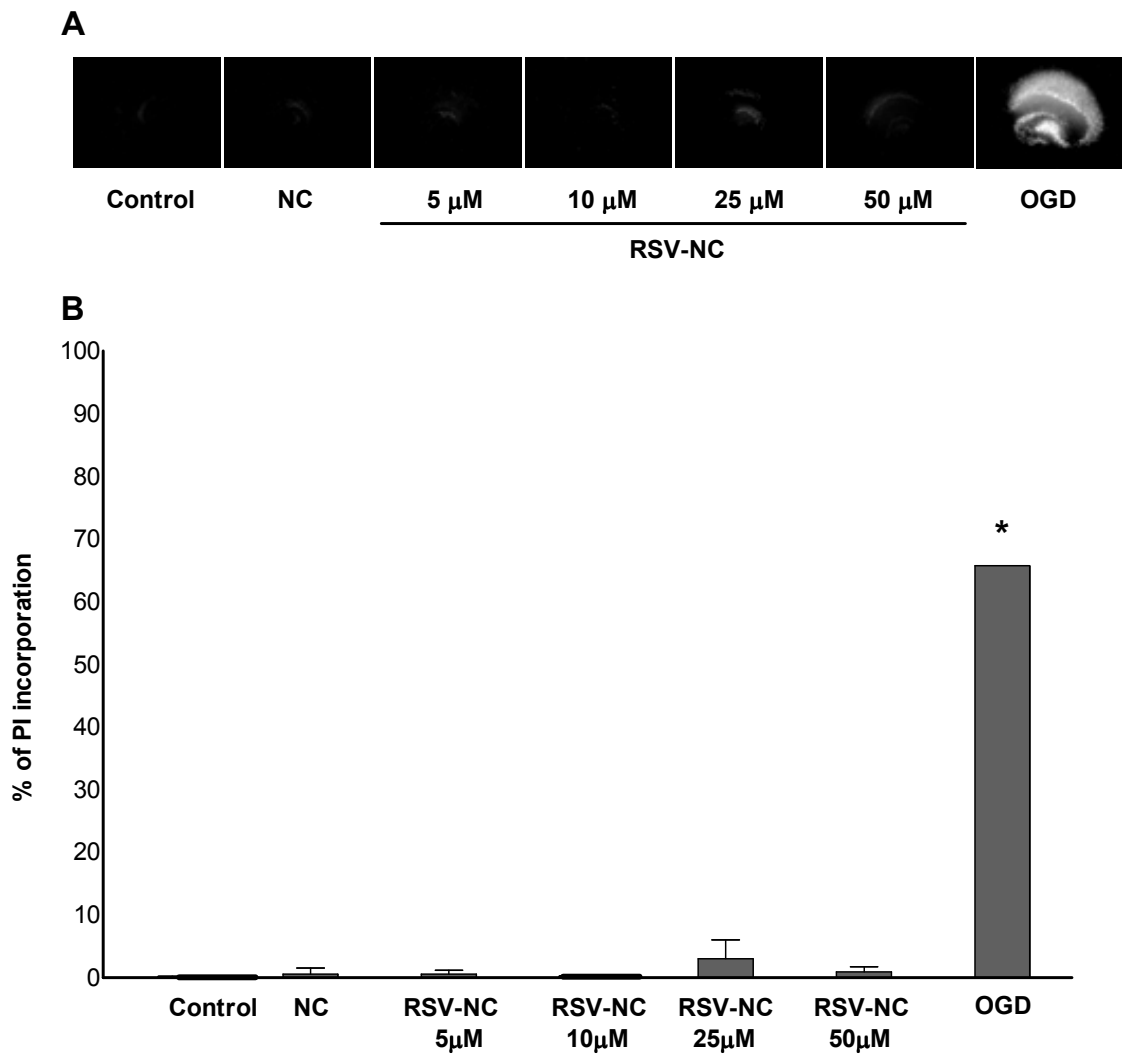 A
Control NC 5 μM 10 μM 25 μM 50 μM OGD
RSV-NC
B
% of PI incorporation
100
90
80
70
60
50
40
30
20
10
0
*
Control NC RSV-NC RSV-NC RSV-NC RSV-NC OGD
5μM 10μM 25μM 50μM